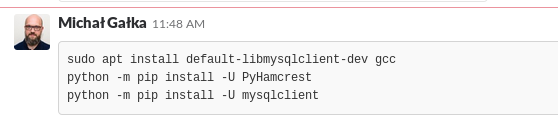 Michał Gałka 11:48 AM
sudo apt install default-libmysqlclient-dev gcc
python -m pip install -U PyHamcrest
python -m pip install -U mysqlclient